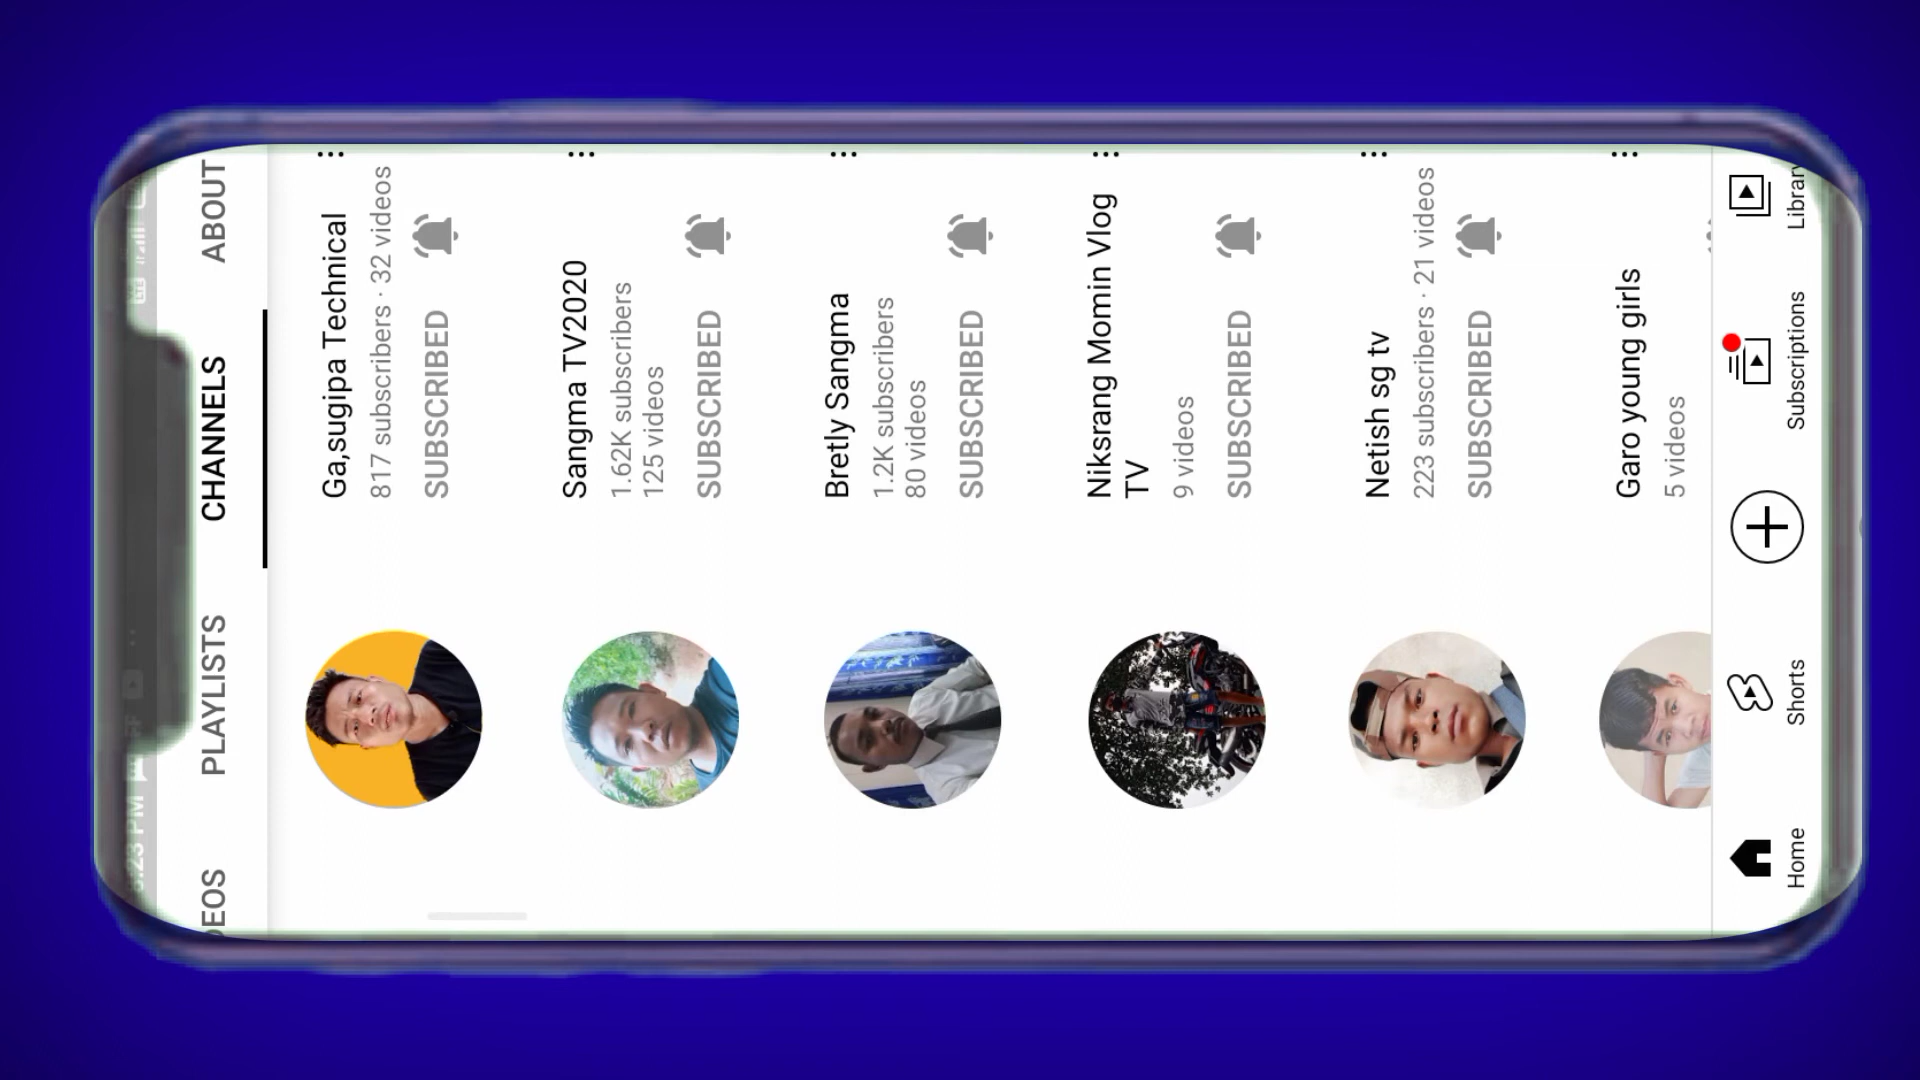 PLAYLISTS
CHANNELS
ABOUT
Ga,sugipa Technical
817 subscribers · 32 videos
SUBSCRIBED
Sangma TV2020
1.62K subscribers
125 videos
SUBSCRIBED
Bretly Sangma
1.2K subscribers
80 videos
SUBSCRIBED
Niksrang Momin Vlog
TV
9 videos
SUBSCRIBED
Netish sg tv
223 subscribers · 21 videos
SUBSCRIBED
Garo young girls
5 videos
Home
Shorts
Subscriptions
Library